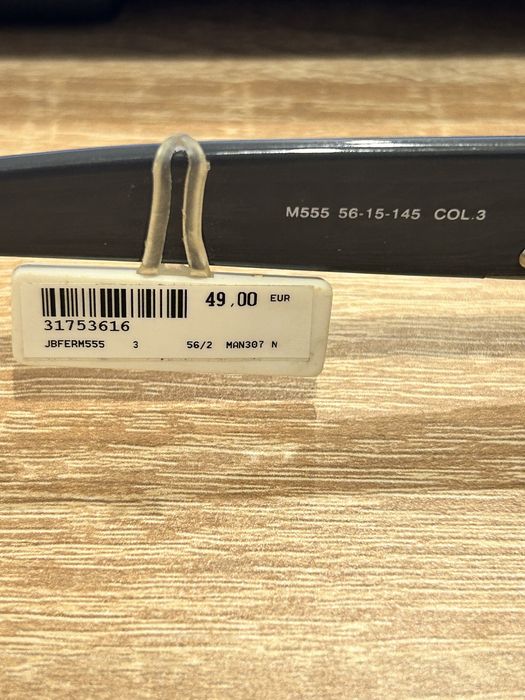 M555 56-15-145 COL.3
49,00 EUR
31753616
JBFERM555 3 56/2 MAN307 N